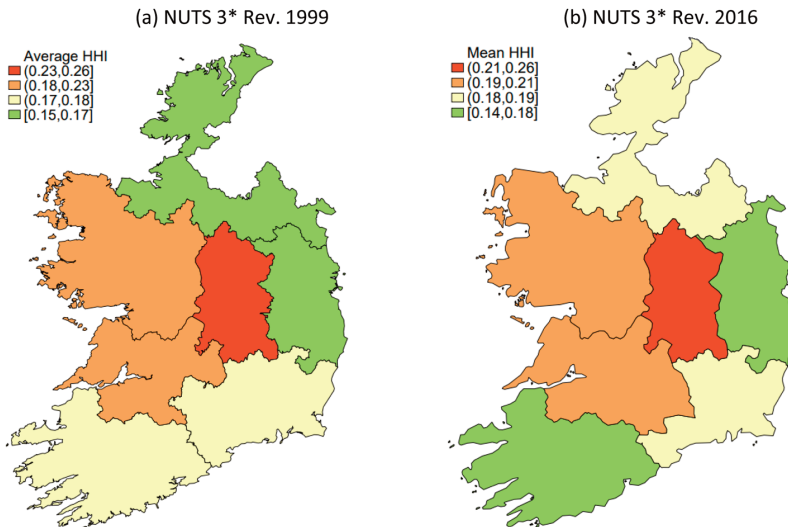 (a) NUTS 3* Rev. 1999
Average HHI
(0.23,0.26]
(0.18,0.23]
(0.17,0.18]
[0.15,0.17]
(b) NUTS 3* Rev. 2016
Mean HHI
(0.21,0.26]
(0.19,0.21]
(0.18,0.19]
[0.14,0.18]